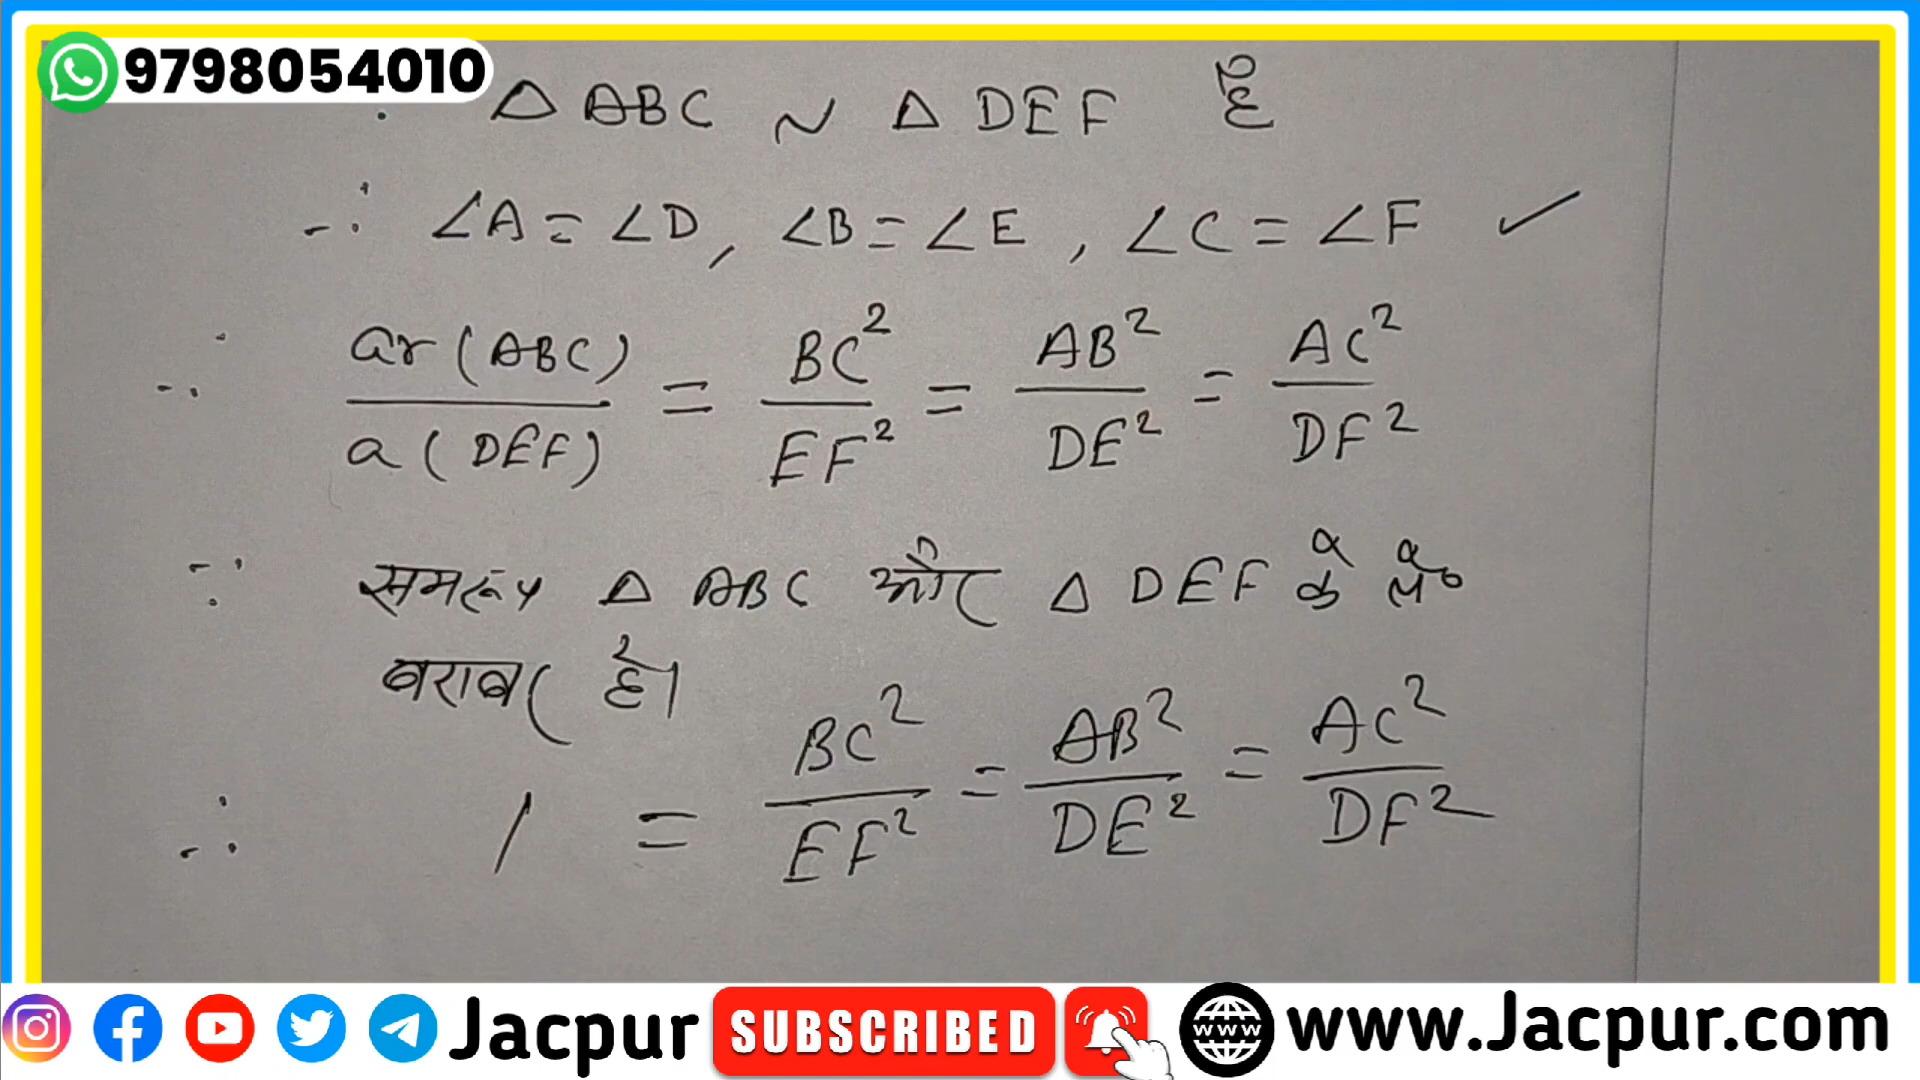 9798054010
△ ABC ~ △ DEF है
∴ ∠A = ∠D, ∠B = ∠E, ∠C = ∠F ✓
∴ ar(ABC)/a(DEF) = BC²/EF² = AB²/DE² = AC²/DF²
∵ समरूप △ ABC और △ DEF के क्षे०
बराबर है।
∴ 1 = BC²/EF² = AB²/DE² = AC²/DF²
Jacpur SUBSCRIBED www www.Jacpur.com